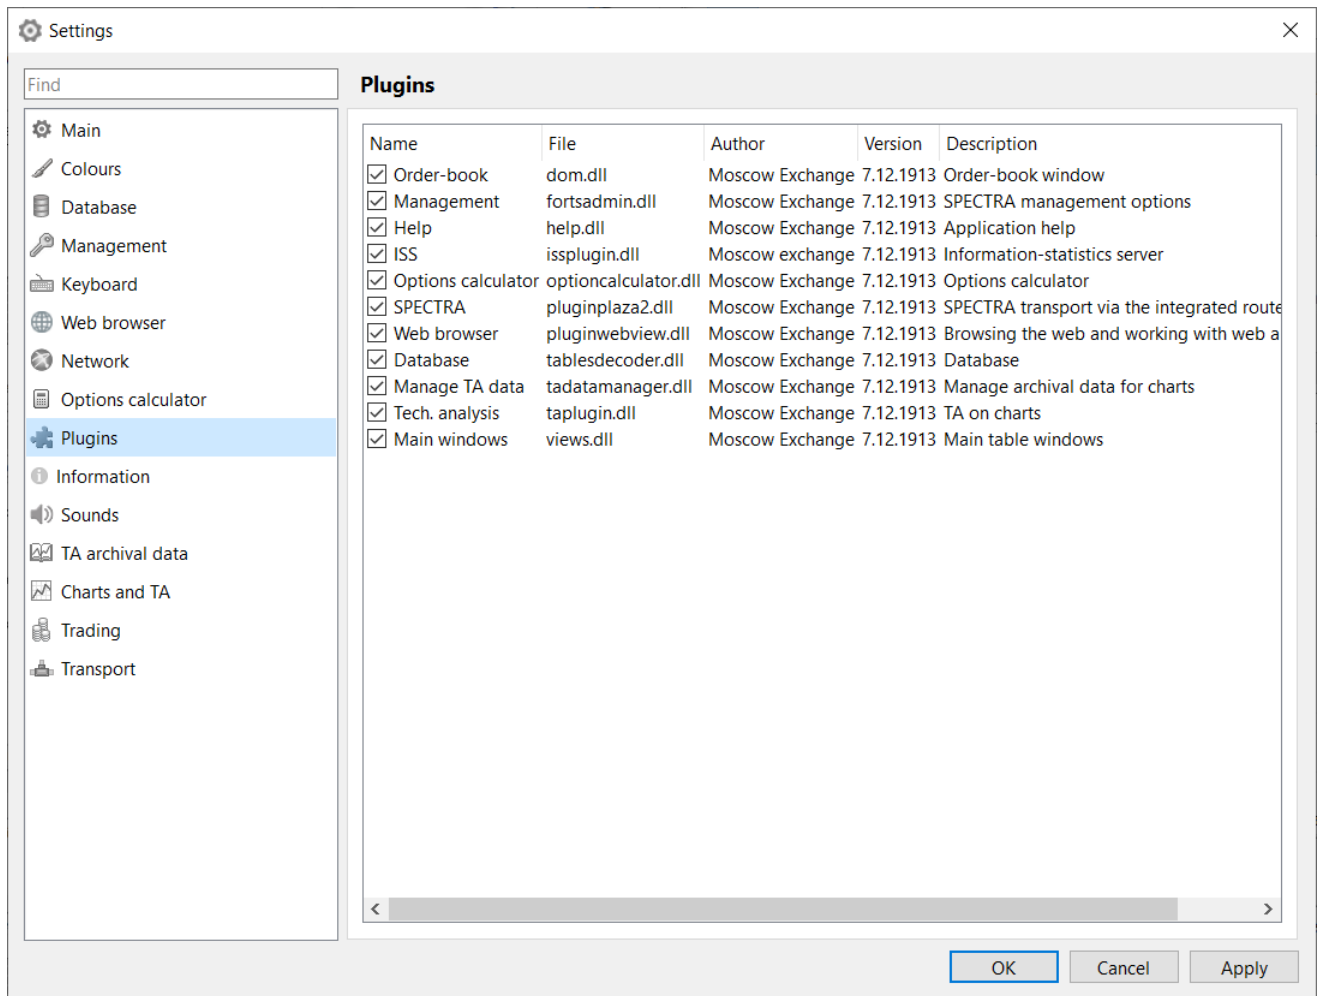 Settings
Find
Main
Colours
Database
Management
Keyboard
Web browser
Network
Options calculator
Plugins
Information
Sounds
TA archival data
Charts and TA
Trading
Transport
Plugins
Name File Author Version Description
Order-book dom.dll Moscow Exchange 7.12.1913 Order-book window
Management fortsadmin.dll Moscow Exchange 7.12.1913 SPECTRA management options
Help help.dll Moscow Exchange 7.12.1913 Application help
ISS issplugin.dll Moscow exchange 7.12.1913 Information-statistics server
Options calculator optioncalculator.dll Moscow Exchange 7.12.1913 Options calculator
SPECTRA pluginplaza2.dll Moscow Exchange 7.12.1913 SPECTRA transport via the integrated route
Web browser pluginwebview.dll Moscow Exchange 7.12.1913 Browsing the web and working with web a
Database tablesdecoder.dll Moscow Exchange 7.12.1913 Database
Manage TA data tadatamanager.dll Moscow Exchange 7.12.1913 Manage archival data for charts
Tech. analysis taplugin.dll Moscow Exchange 7.12.1913 TA on charts
Main windows views.dll Moscow Exchange 7.12.1913 Main table windows
OK Cancel Apply